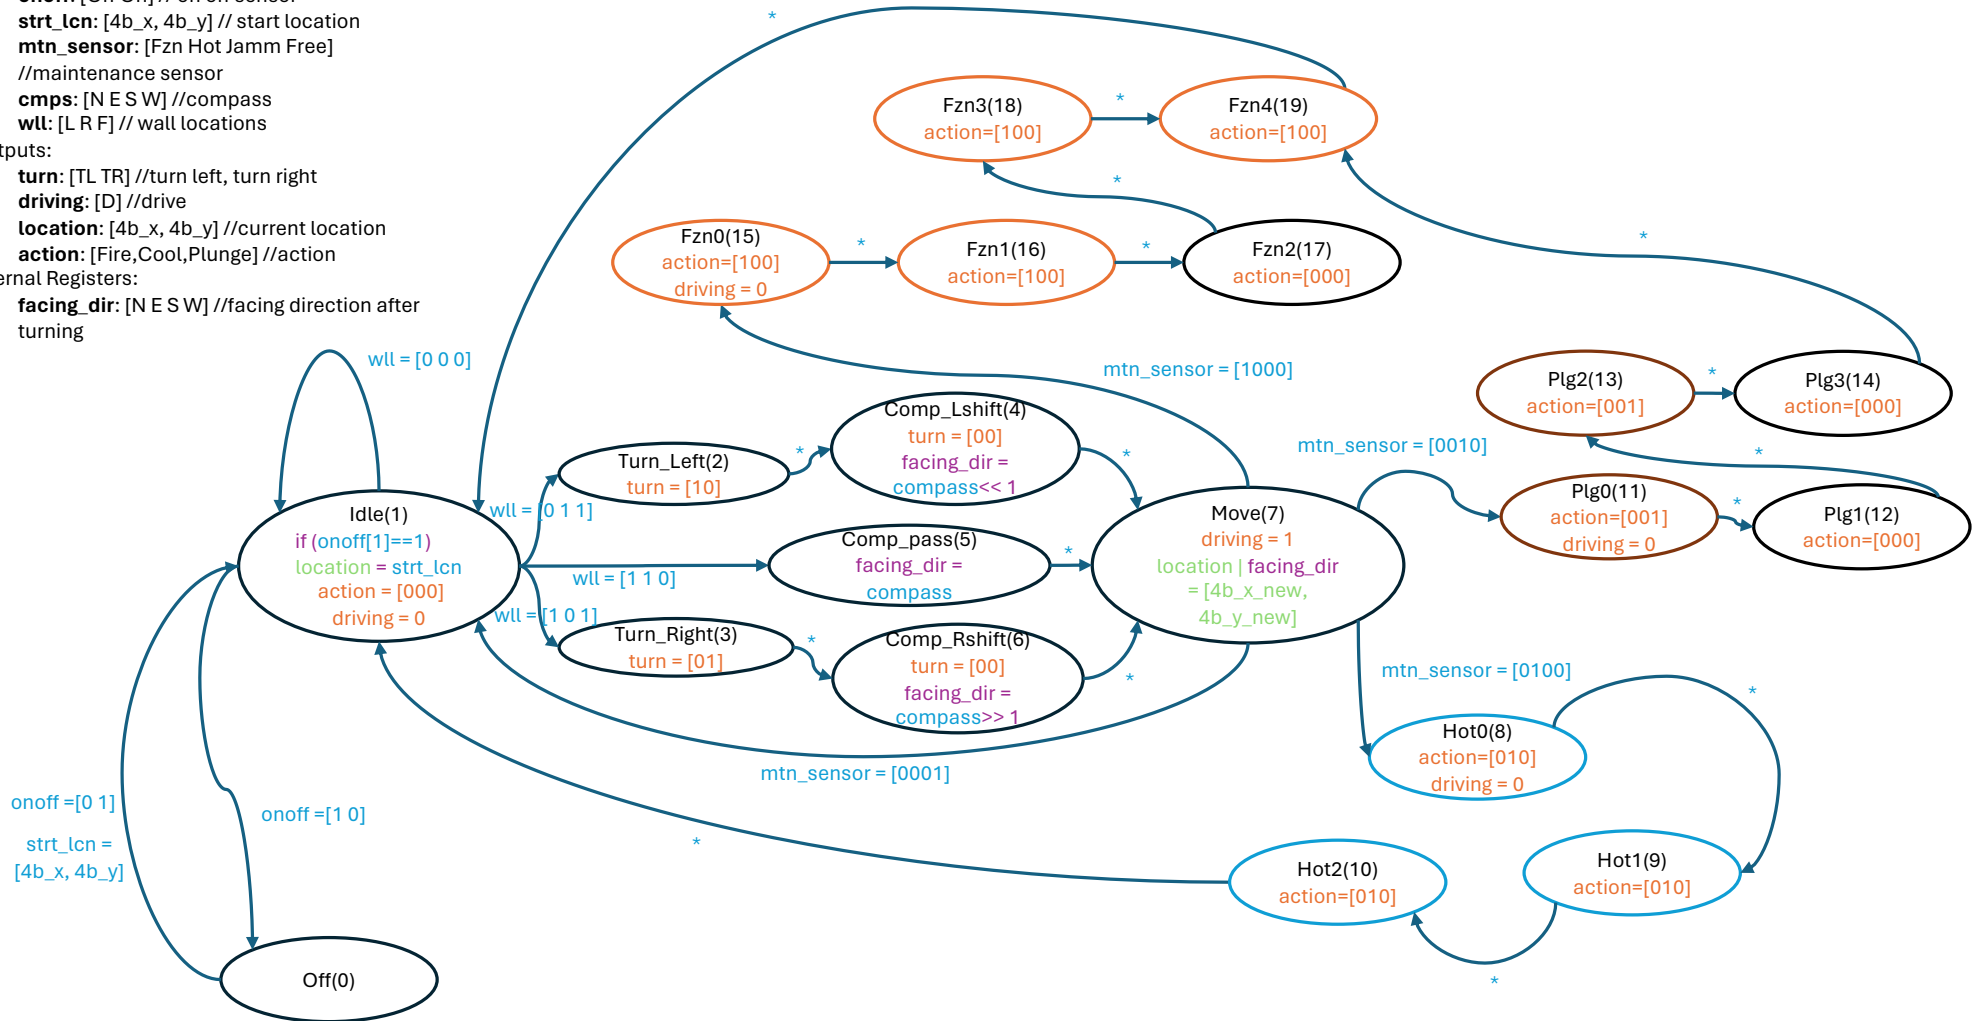 strt_lcn: [4b_x, 4b_y] // start location
mtn_sensor: [Fzn Hot Jamm Free]
//maintenance sensor
cmps: [N E S W] //compass
wll: [L R F] // wall locations
tputs:
turn: [TL TR] //turn left, turn right
driving: [D] //drive
location: [4b_x, 4b_y] //current location
action: [Fire,Cool,Plunge] //action
ernal Registers:
facing_dir: [N E S W] //facing direction after
turning
*
Fzn3(18)
action=[100]
*
Fzn4(19)
action=[100]
*
Fzn0(15)
action=[100]
driving = 0
*
Fzn1(16)
action=[100]
*
Fzn2(17)
action=[000]
*
wll = [0 0 0]
mtn_sensor = [1000]
Plg2(13)
action=[001]
*
Plg3(14)
action=[000]
mtn_sensor = [0010]
*
Plg0(11)
action=[001]
driving = 0
*
Plg1(12)
action=[000]
Turn_Left(2)
turn = [10]
*
Comp_Lshift(4)
turn = [00]
facing_dir =
compass<< 1
*
Idle(1)
if (onoff[1]==1)
location = strt_lcn
action = [000]
driving = 0
wll = [0 1 1]
wll = [1 1 0]
wll = [1 0 1]
Comp_pass(5)
facing_dir =
compass
*
Move(7)
driving = 1
location | facing_dir
= [4b_x_new,
4b_y_new]
Turn_Right(3)
turn = [01]
*
Comp_Rshift(6)
turn = [00]
facing_dir =
compass>> 1
*
mtn_sensor = [0100]
*
Hot0(8)
action=[010]
driving = 0
mtn_sensor = [0001]
onoff =[0 1]
strt_lcn =
[4b_x, 4b_y]
onoff =[1 0]
*
Hot2(10)
action=[010]
Hot1(9)
action=[010]
*
Off(0)